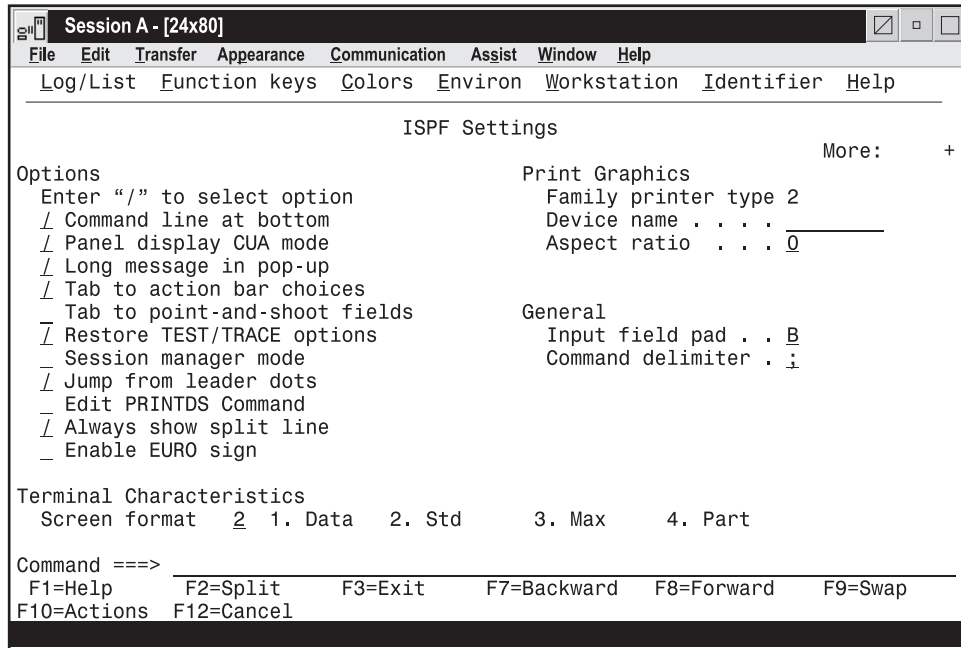 Session A - [24x80]
File Edit Transfer Appearance Communication Assist Window Help
Log/List Function keys Colors Environ Workstation Identifier Help
ISPF Settings
More: +
Options Print Graphics
Enter “/” to select option Family printer type 2
/ Command line at bottom Device name . . . . ________
/ Panel display CUA mode Aspect ratio . . . 0
/ Long message in pop-up
/ Tab to action bar choices
_ Tab to point-and-shoot fields General
/ Restore TEST/TRACE options Input field pad . . B
_ Session manager mode Command delimiter . ;
/ Jump from leader dots
_ Edit PRINTDS Command
/ Always show split line
_ Enable EURO sign
Terminal Characteristics
Screen format 2 1. Data 2. Std 3. Max 4. Part
Command ===>
F1=Help F2=Split F3=Exit F7=Backward F8=Forward F9=Swap
F10=Actions F12=Cancel